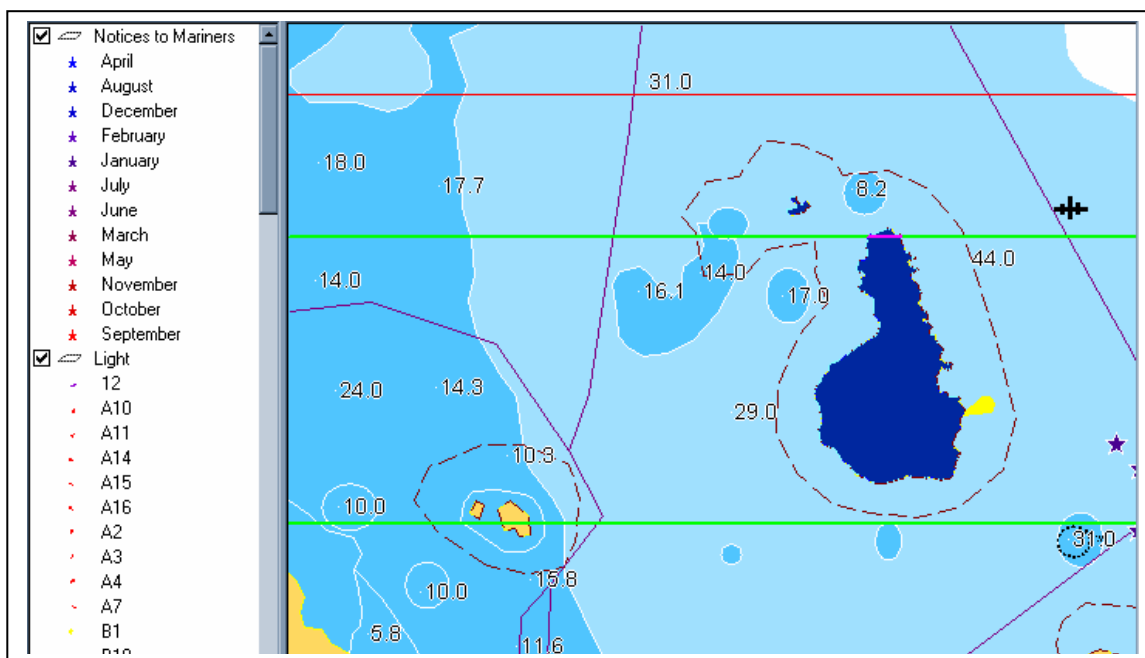 Notices to Mariners
April
August
December
February
January
July
June
March
May
November
October
September
Light
12
A10
A11
A14
A15
A16
A2
A3
A4
A7
B1
31.0
18.0
17.7
8.2
44.0
14.0
16.1
14.0
17.0
24.0
14.3
29.0
10.3
10.0
31.0
15.8
10.0
5.8
11.6